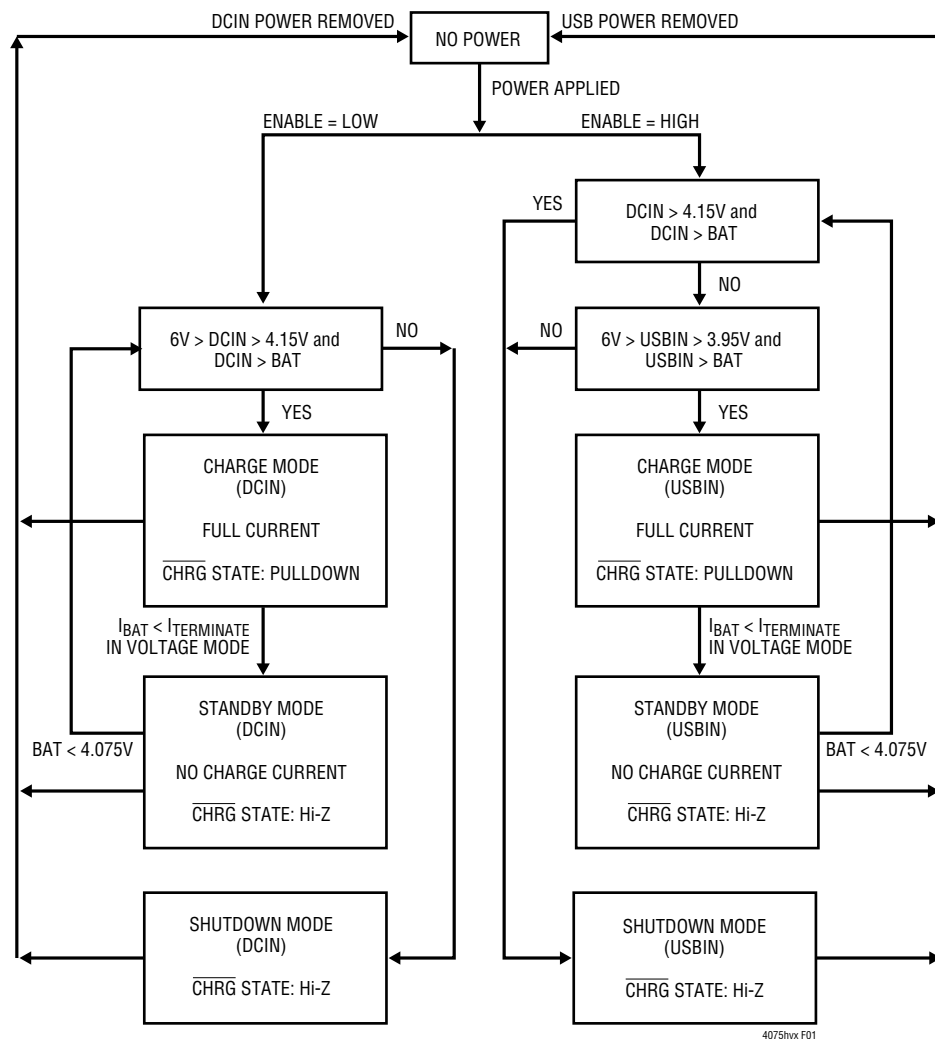 DCIN POWER REMOVED
NO POWER
USB POWER REMOVED
POWER APPLIED
ENABLE = LOW
ENABLE = HIGH
YES
DCIN > 4.15V and
DCIN > BAT
NO
6V > DCIN > 4.15V and
DCIN > BAT
NO
NO
6V > USBIN > 3.95V and
USBIN > BAT
YES
YES
CHARGE MODE
(DCIN)
FULL CURRENT
CHRG STATE: PULLDOWN
CHARGE MODE
(USBIN)
FULL CURRENT
CHRG STATE: PULLDOWN
IBAT < ITERMINATE
IN VOLTAGE MODE
IBAT < ITERMINATE
IN VOLTAGE MODE
STANDBY MODE
(DCIN)
NO CHARGE CURRENT
CHRG STATE: Hi-Z
BAT < 4.075V
STANDBY MODE
(USBIN)
NO CHARGE CURRENT
CHRG STATE: Hi-Z
BAT < 4.075V
SHUTDOWN MODE
(DCIN)
CHRG STATE: Hi-Z
SHUTDOWN MODE
(USBIN)
CHRG STATE: Hi-Z
4075hvx F01